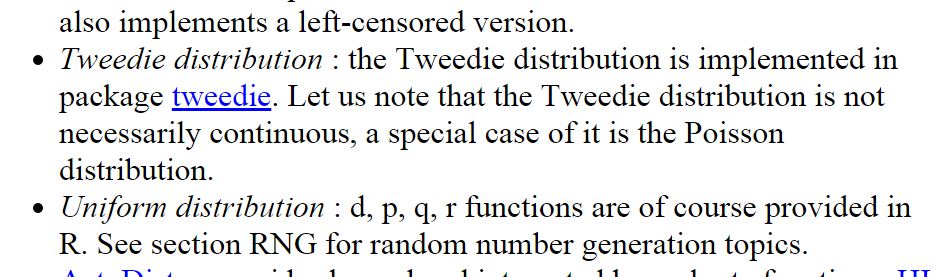 also implements a left-censored version.
• Tweedie distribution : the Tweedie distribution is implemented in
package tweedie. Let us note that the Tweedie distribution is not
necessarily continuous, a special case of it is the Poisson
distribution.
• Uniform distribution : d, p, q, r functions are of course provided in
R. See section RNG for random number generation topics.